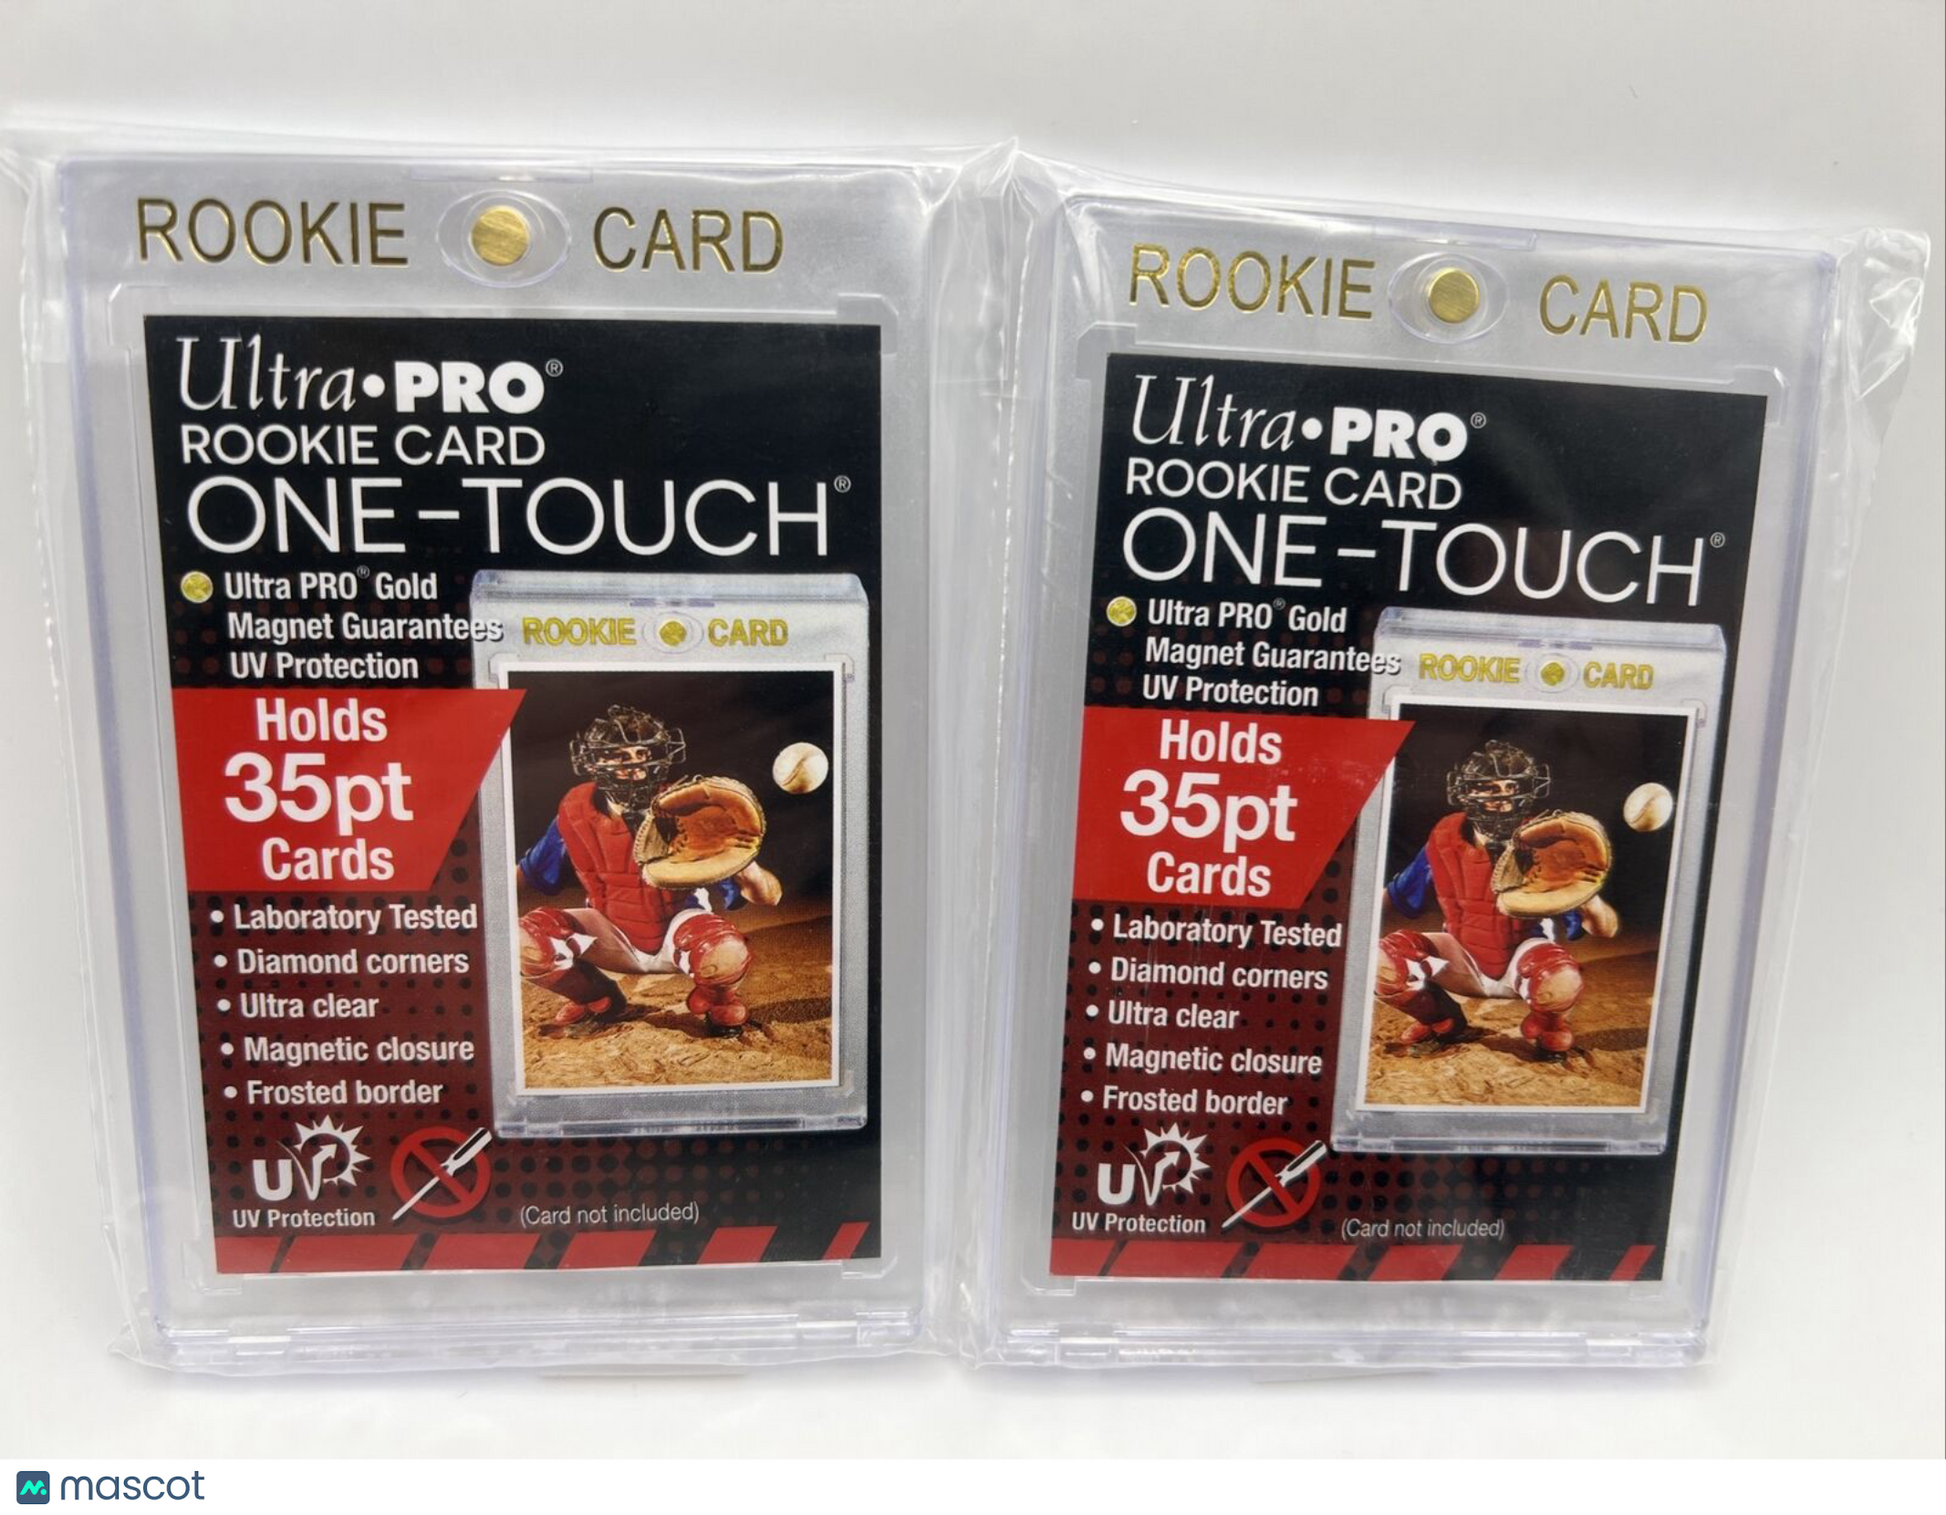 ROOKIE CARD
Ultra•PRO®
ROOKIE CARD
ONE-TOUCH®
Ultra PRO® Gold
Magnet Guarantees
UV Protection
ROOKIE CARD
Holds
35pt
Cards
• Laboratory Tested
• Diamond corners
• Ultra clear
• Magnetic closure
• Frosted border
UV
UV Protection
(Card not included)
ROOKIE CARD
Ultra•PRO®
ROOKIE CARD
ONE-TOUCH®
Ultra PRO® Gold
Magnet Guarantees
UV Protection
ROOKIE CARD
Holds
35pt
Cards
• Laboratory Tested
• Diamond corners
• Ultra clear
• Magnetic closure
• Frosted border
UV
UV Protection
(Card not included)
mascot